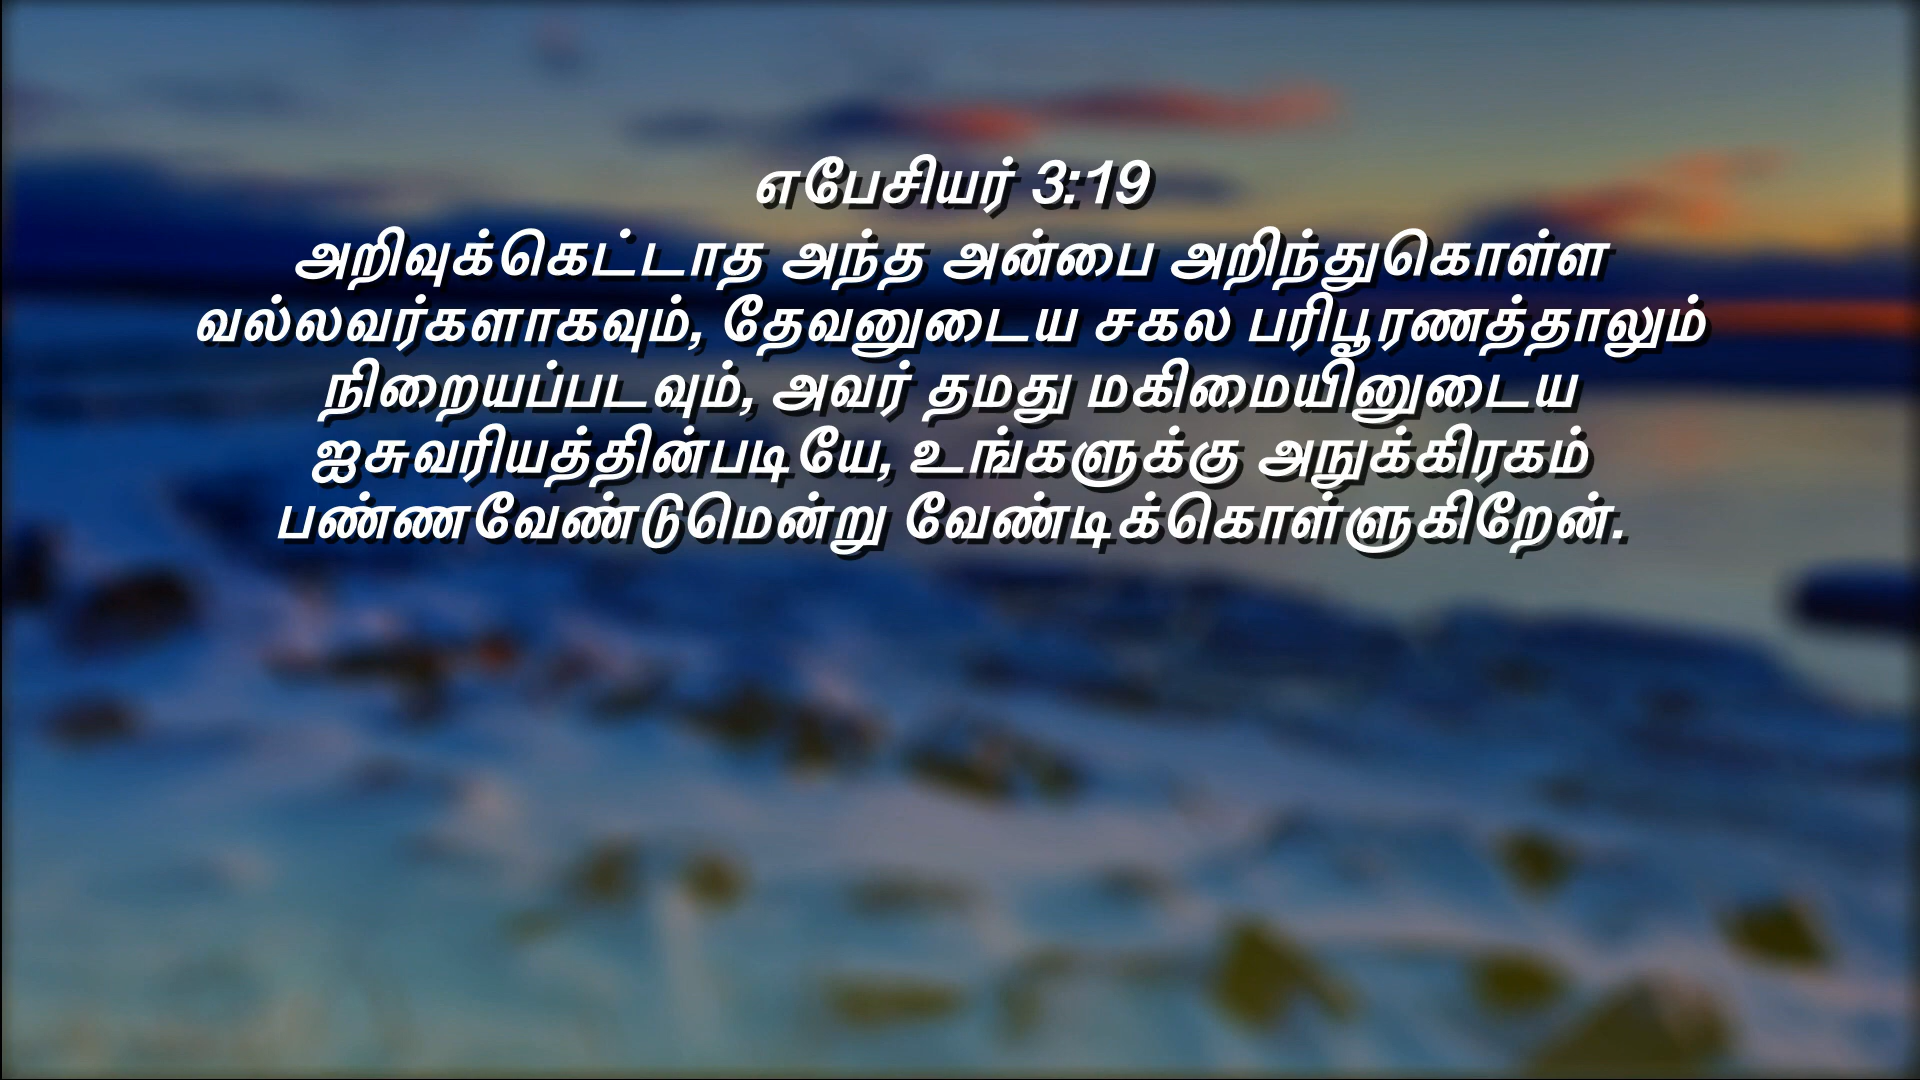 எபேசியர் 3:19
அறிவுக்கெட்டாத அந்த அன்பை அறிந்துகொள்ள
வல்லவர்களாகவும், தேவனுடைய சகல பரிபூரணத்தாலும்
நிறையப்படவும், அவர் தமது மகிமையினுடைய
ஐசுவரியத்தின்படியே, உங்களுக்கு அநுக்கிரகம்
பண்ணவேண்டுமென்று வேண்டிக்கொள்ளுகிறேன்.